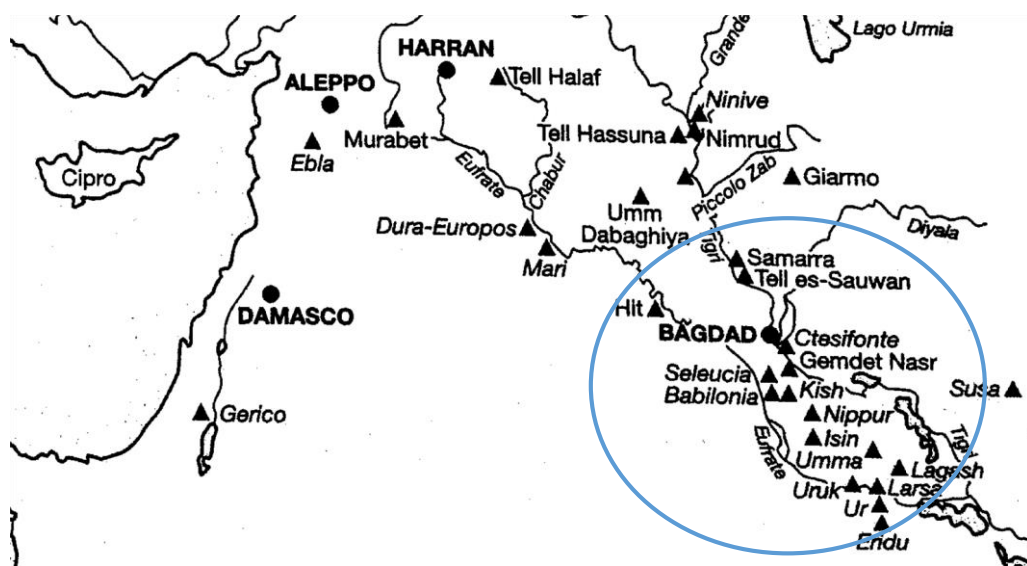 Lago Urmia
Grande
HARRAN
Tell Halaf
ALEPPO
Ninive
Murabet
Tell Hassuna
Nimrud
Ebla
Cipro
Eufrate
Chabur
Piccolo Zab
Giarmo
Umm
Dabaghiya
Dura-Europos
Tigri
Diyala
Mari
Samarra
Tell es-Sauwan
DAMASCO
Hit
BAGDAD
Ctesifonte
Gemdet Nasr
Seleucia
Babilonia
Kish
Susa
Gerico
Nippur
Isin
Eufrate
Umma
Lagash
Uruk
Larsa
Ur
Eridu